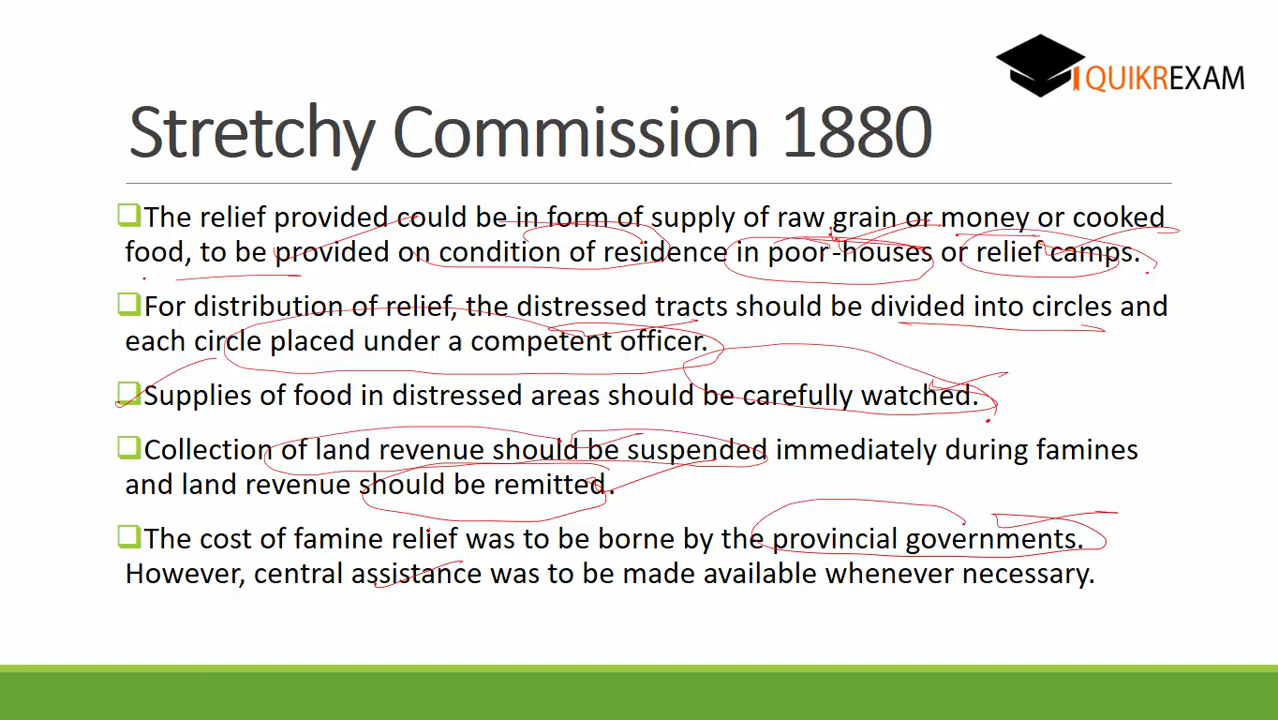 QUIKREXAM
Stretchy Commission 1880
The relief provided could be in form of supply of raw grain or money or cooked
food, to be provided on condition of residence in poor-houses or relief camps.
For distribution of relief, the distressed tracts should be divided into circles and
each circle placed under a competent officer.
Supplies of food in distressed areas should be carefully watched.
Collection of land revenue should be suspended immediately during famines
and land revenue should be remitted.
The cost of famine relief was to be borne by the provincial governments.
However, central assistance was to be made available whenever necessary.